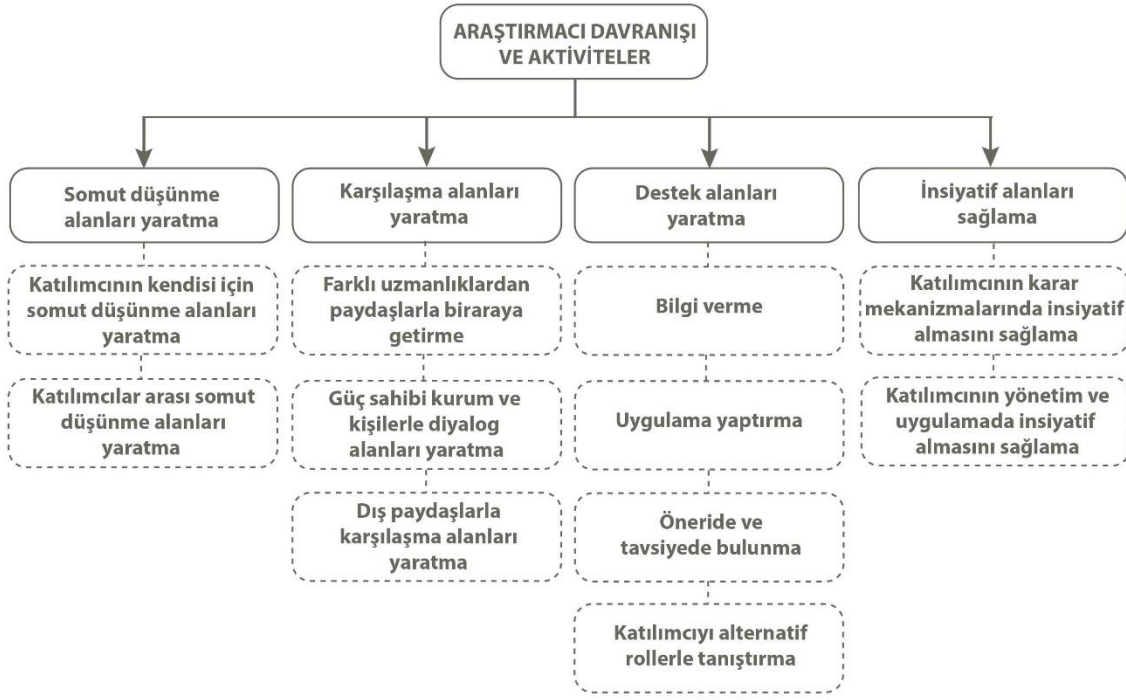 ARAŞTIRMACI DAVRANIŞI
VE AKTİVİTELER
Somut düşünme
alanları yaratma
Katılımcının kendisi için
somut düşünme alanları
yaratma
Katılımcılar arası somut
düşünme alanları
yaratma
Karşılaşma alanları
yaratma
Farklı uzmanlıklardan
paydaşlarla biraraya
getirme
Güç sahibi kurum ve
kişilerle diyalog
alanları yaratma
Dış paydaşlarla
karşılaşma alanları
yaratma
Destek alanları
yaratma
Bilgi verme
Uygulama yaptırma
Öneride ve
tavsiyede bulunma
Katılımcıyı alternatif
rollerle tanıştırma
İnsiyatif alanları
sağlama
Katılımcının karar
mekanizmalarında insiyatif
almasını sağlama
Katılımcının yönetim ve
uygulamada insiyatif
almasını sağlama